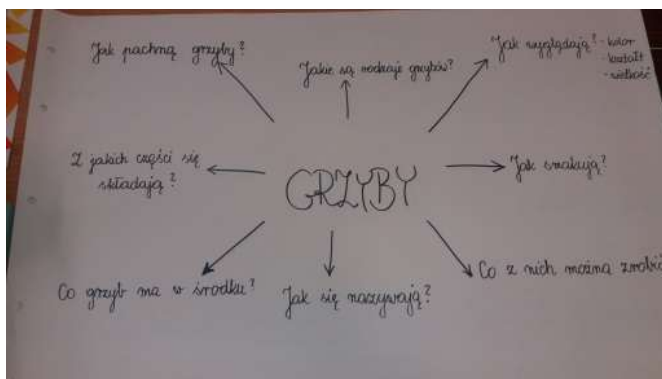 Jak pachną grzyby?
Jakie są rodzaje grzybów?
Jak wyglądają? - kolor
- kształt
- wielkość
Z jakich części się
składają?
GRZYBY
Jak smakują?
Co grzyb ma w środku?
Jak się nazywają?
Co z nich można zrobić